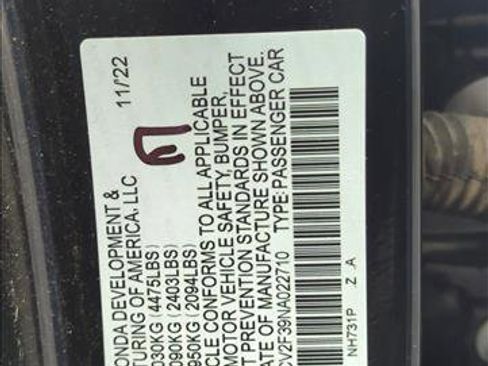 ONDA DEVELOPMENT & 11/'22
TURING OF AMERICA, LLC
030KG (4475LBS)
090KG (2403LBS)
950KG (2094LBS)
CLE CONFORMS TO ALL APPLICABLE
MOTOR VEHICLE SAFETY, BUMPER,
T PREVENTION STANDARDS IN EFFECT
ATE OF MANUFACTURE SHOWN ABOVE.
CV2F39NA022710 TYPE:PASSENGER CAR
NH731P Z .A